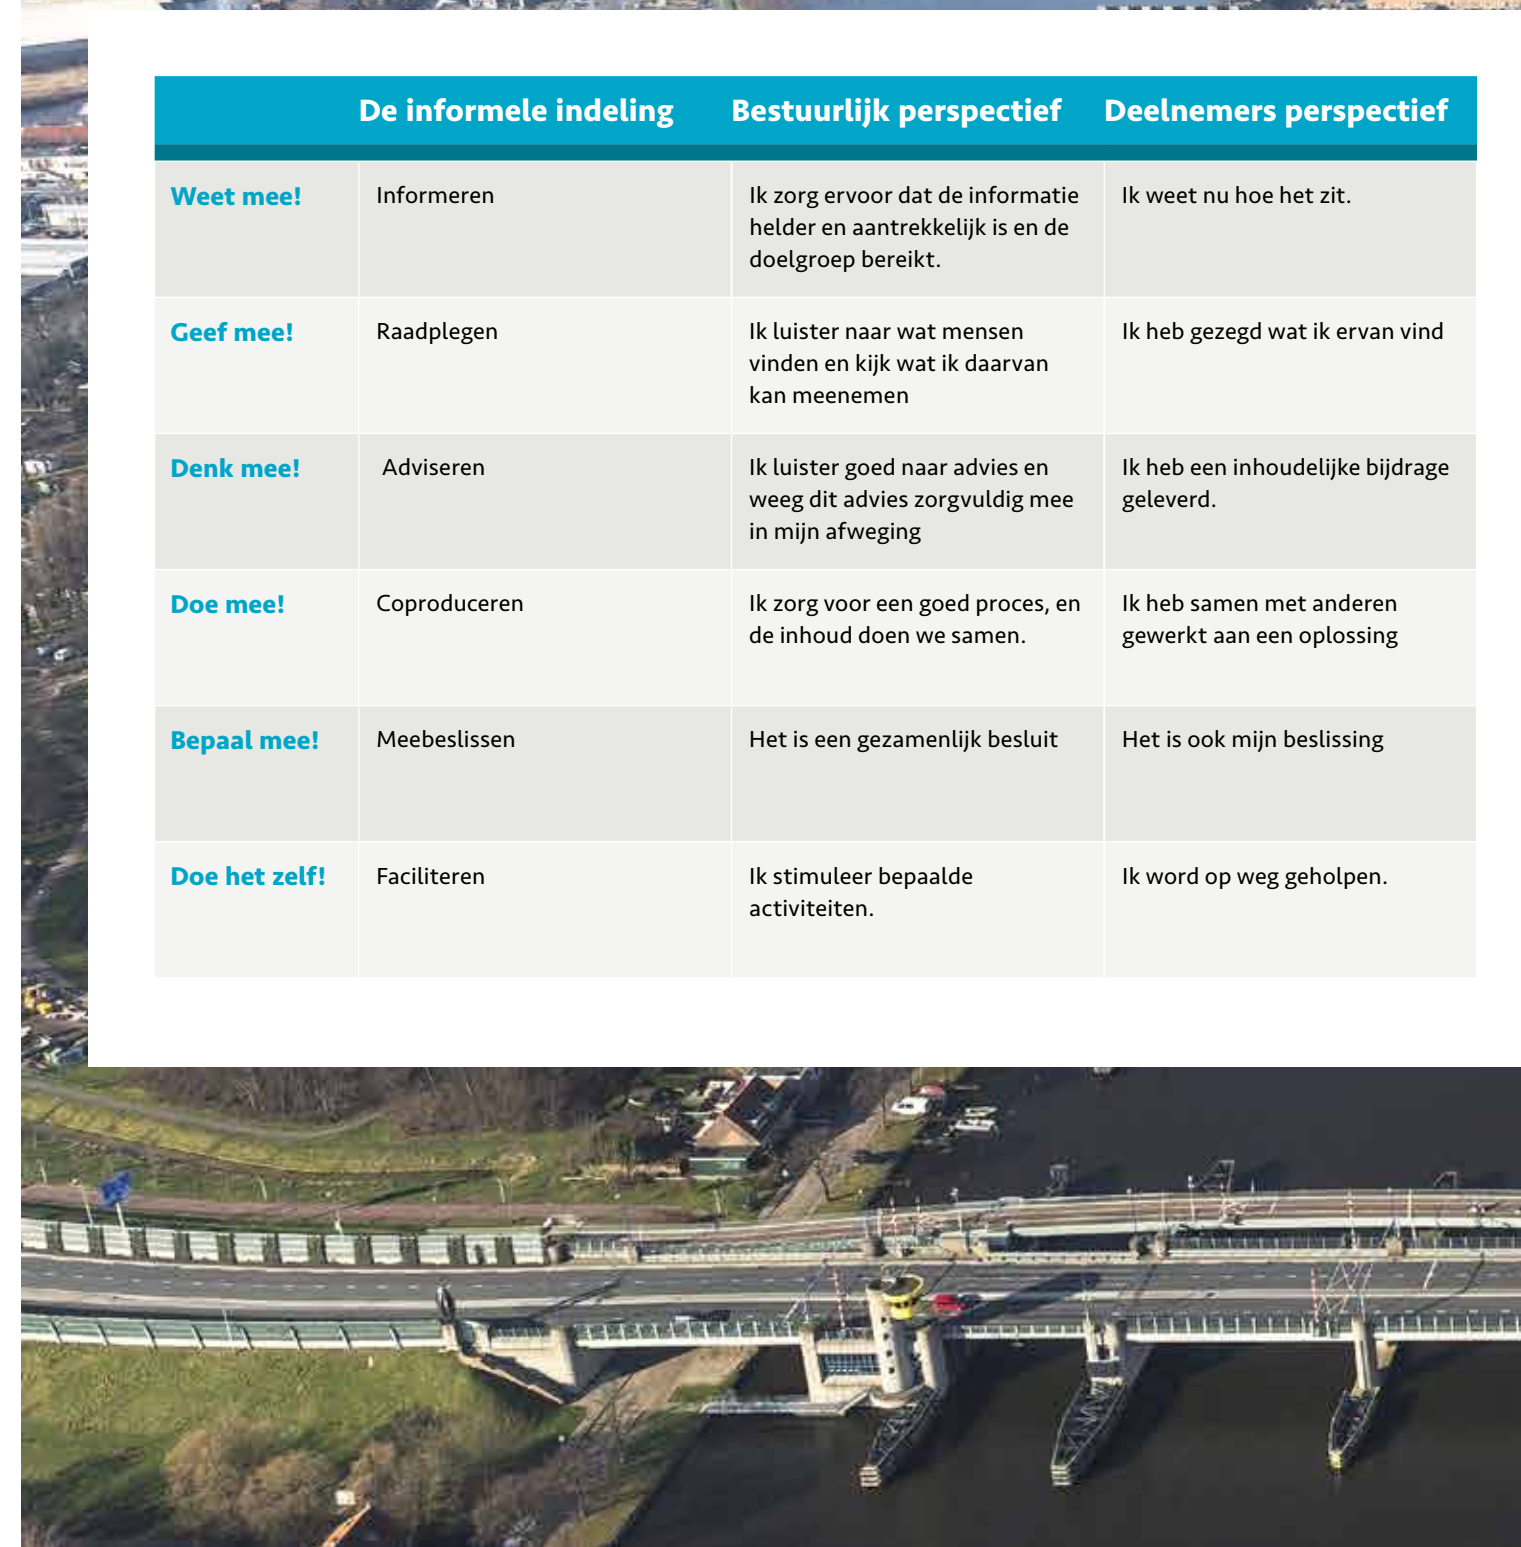 De informele indeling Bestuurlijk perspectief Deelnemers perspectief
Weet mee! Informeren Ik zorg ervoor dat de informatie Ik weet nu hoe het zit.
helder en aantrekkelijk is en de
doelgroep bereikt.
Geef mee! Raadplegen Ik luister naar wat mensen Ik heb gezegd wat ik ervan vind
vinden en kijk wat ik daarvan
kan meenemen
Denk mee! Adviseren Ik luister goed naar advies en Ik heb een inhoudelijke bijdrage
weeg dit advies zorgvuldig mee geleverd.
in mijn afweging
Doe mee! Coproduceren Ik zorg voor een goed proces, en Ik heb samen met anderen
de inhoud doen we samen. gewerkt aan een oplossing
Bepaal mee! Meebeslissen Het is een gezamenlijk besluit Het is ook mijn beslissing
Doe het zelf! Faciliteren Ik stimuleer bepaalde Ik word op weg geholpen.
activiteiten.